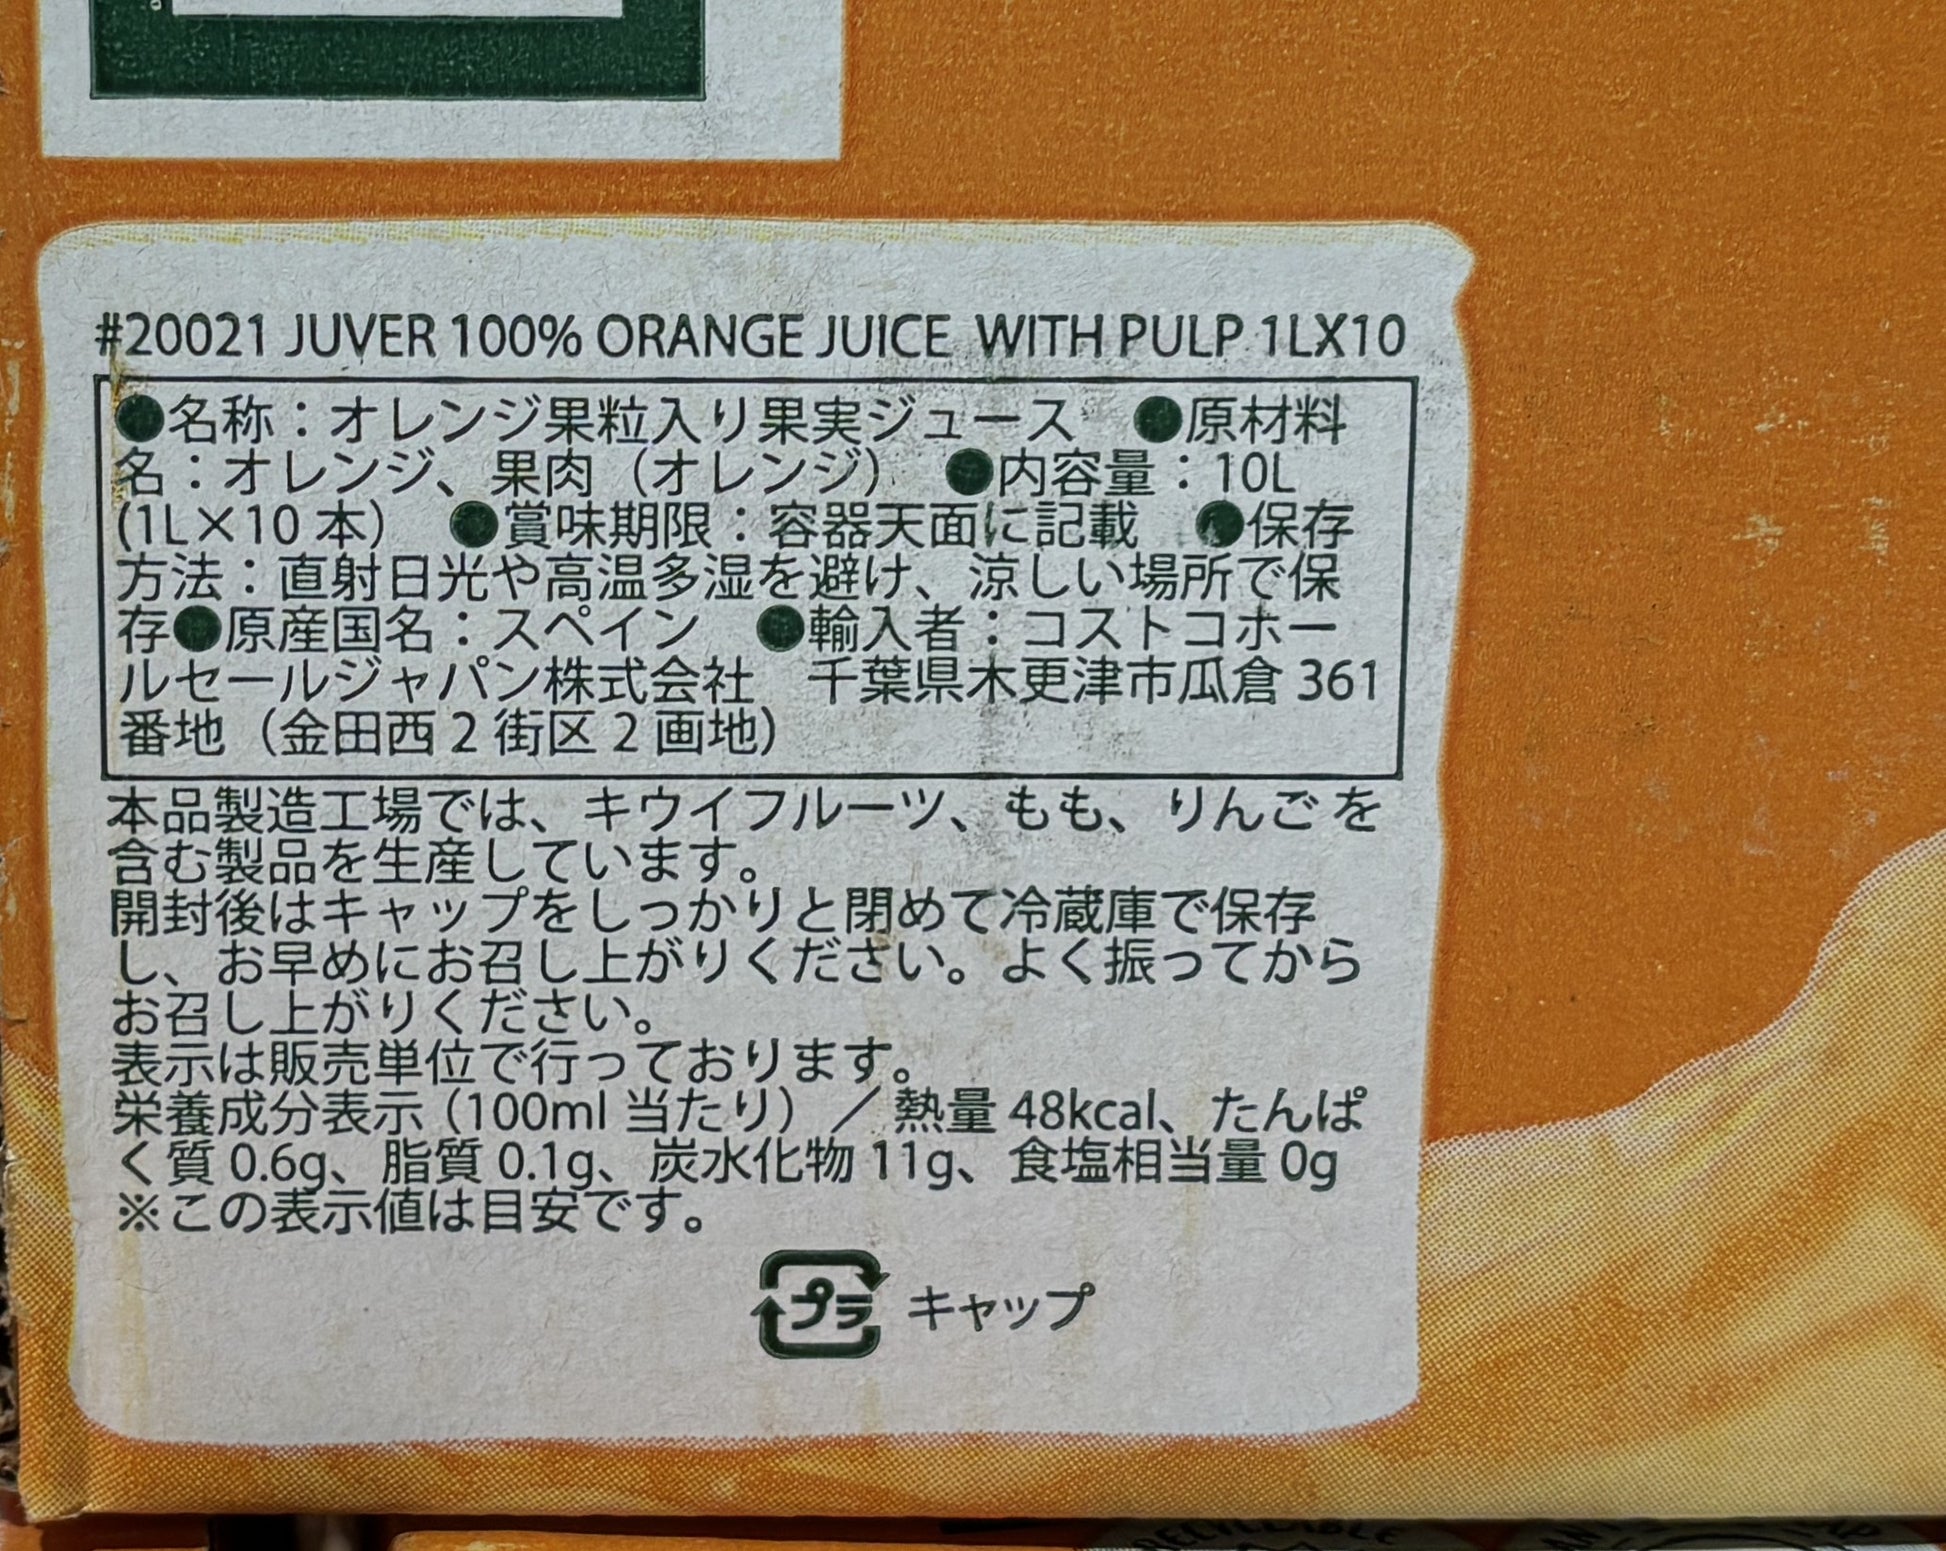 #20021 JUVER 100% ORANGE JUICE WITH PULP 1LX10
●名称：オレンジ果粒入り果実ジュース ●原材料
名：オレンジ、果肉（オレンジ） ●内容量：10L
(1L×10 本) ●賞味期限：容器天面に記載 ●保存
方法：直射日光や高温多湿を避け、涼しい場所で保
存●原産国名：スペイン ●輸入者：コストコホー
ルセールジャパン株式会社 千葉県木更津市瓜倉 361
番地（金田西 2 街区 2 画地）
本品製造工場では、キウイフルーツ、もも、りんごを
含む製品を生産しています。
開封後はキャップをしっかりと閉めて冷蔵庫で保存
し、お早めにお召し上がりください。よく振ってから
お召し上がりください。
表示は販売単位で行っております。
栄養成分表示（100ml 当たり）／熱量 48kcal、たんぱ
く質 0.6g、脂質 0.1g、炭水化物 11g、食塩相当量 0g
※この表示値は目安です。
プラ キャップ
RECYCLABLE